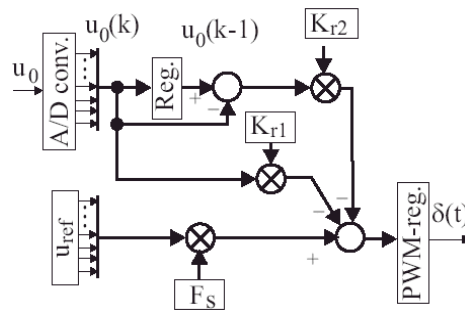 u₀(k)
u₀(k-1)
Kr2
u₀
A/D conv.
Reg.
+
−
Kr1
−
−
uref
+
Fs
PWM-reg.
δ(t)